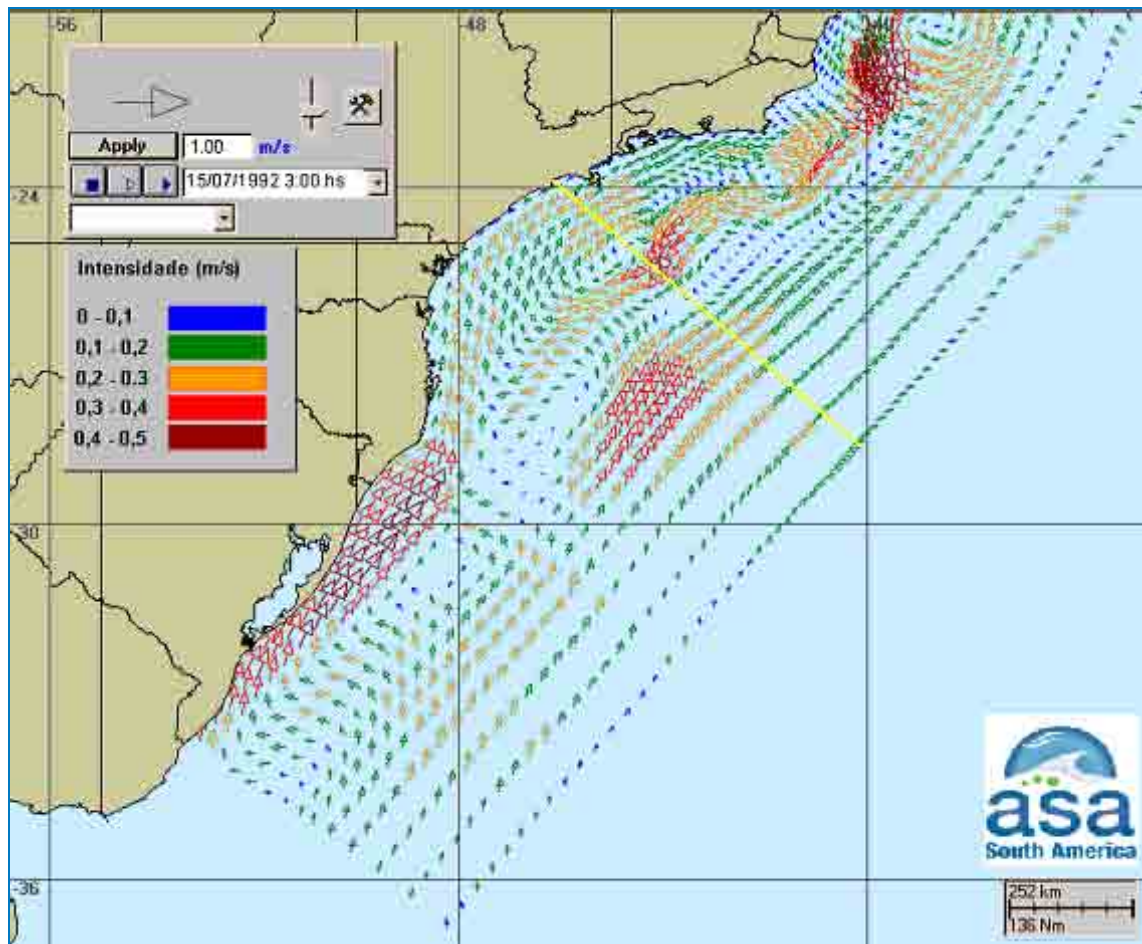 -56
-48
Apply
1.00
m/s
15/07/1992 3:00 hs
-24
Intensidade (m/s)
0 - 0,1
0,1 - 0,2
0,2 - 0.3
0,3 - 0,4
0,4 - 0,5
-30
-36
asa
South America
252 km
136 Nm